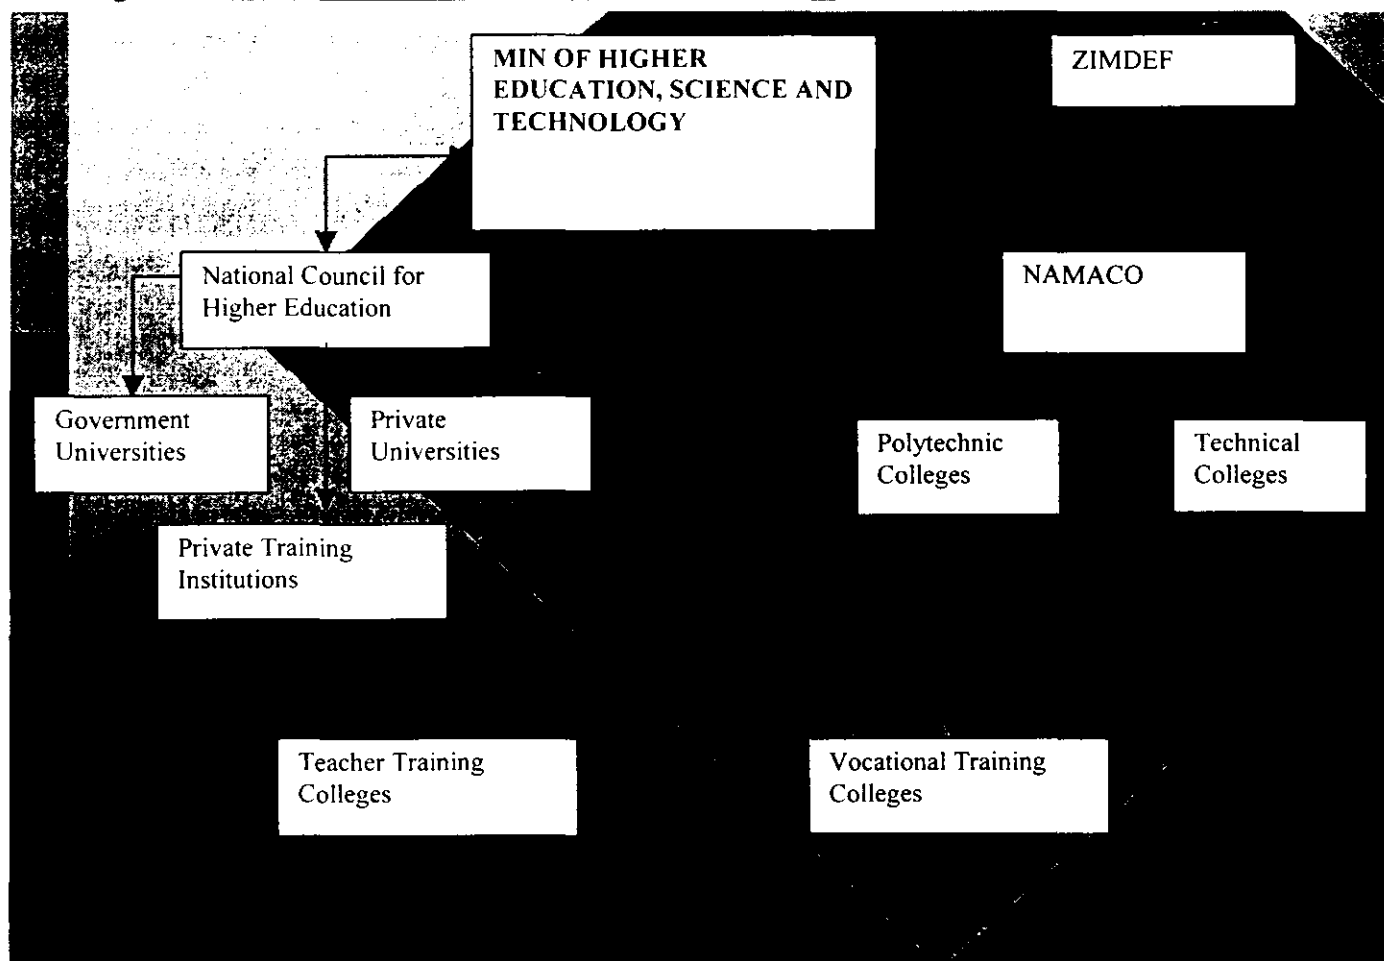 MIN OF HIGHER
EDUCATION, SCIENCE AND
TECHNOLOGY
ZIMDEF
National Council for
Higher Education
NAMACO
Government
Universities
Private
Universities
Polytechnic
Colleges
Technical
Colleges
Private Training
Institutions
Teacher Training
Colleges
Vocational Training
Colleges